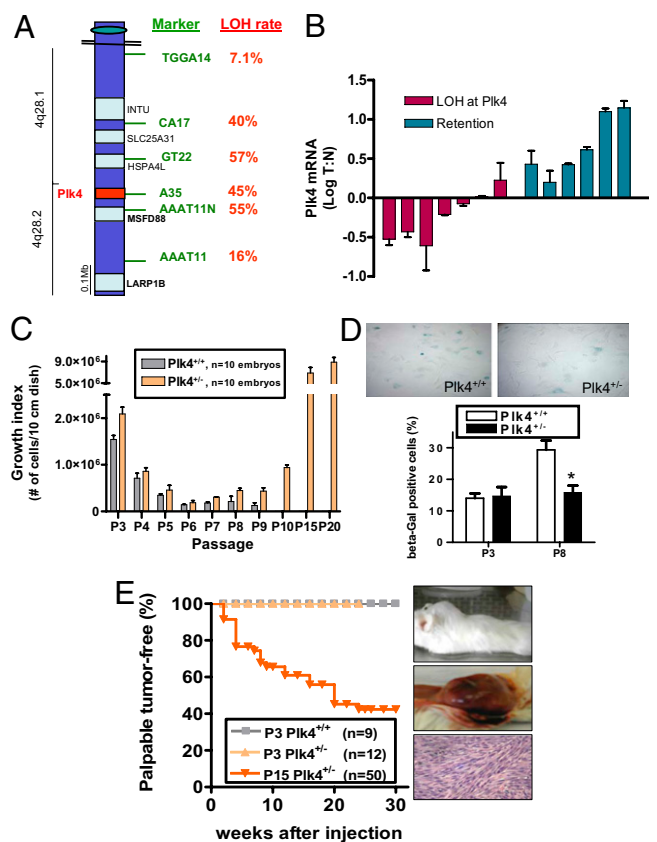 A
Marker LOH rate
4q28.1
4q28.2
TGGA14 7.1%
INTU
CA17 40%
SLC25A31
GT22 57%
HSPA4L
Plk4
A35 45%
AAAT11N 55%
MSFD88
AAAT11 16%
0.1Mb
LARP1B
B
Plk4 mRNA
(Log T:N)
1.5
1.0
0.5
0.0
-0.5
-1.0
LOH at Plk4
Retention
C
Growth index
(# of cells/10 cm dish)
9.0×10⁶
5.0×10⁶
2.0×10⁶
1.0×10⁶
0
Plk4+/+, n=10 embryos
Plk4+/-, n=10 embryos
P3 P4 P5 P6 P7 P8 P9 P10 P15 P20
Passage
D
Plk4+/+
Plk4+/-
Plk4+/+
Plk4+/-
beta-Gal positive cells (%)
30
20
10
0
*
P3 P8
E
Palpable tumor-free (%)
100
80
60
40
20
0
P3 Plk4+/+ (n=9)
P3 Plk4+/- (n=12)
P15 Plk4+/- (n=50)
0 10 20 30
weeks after injection